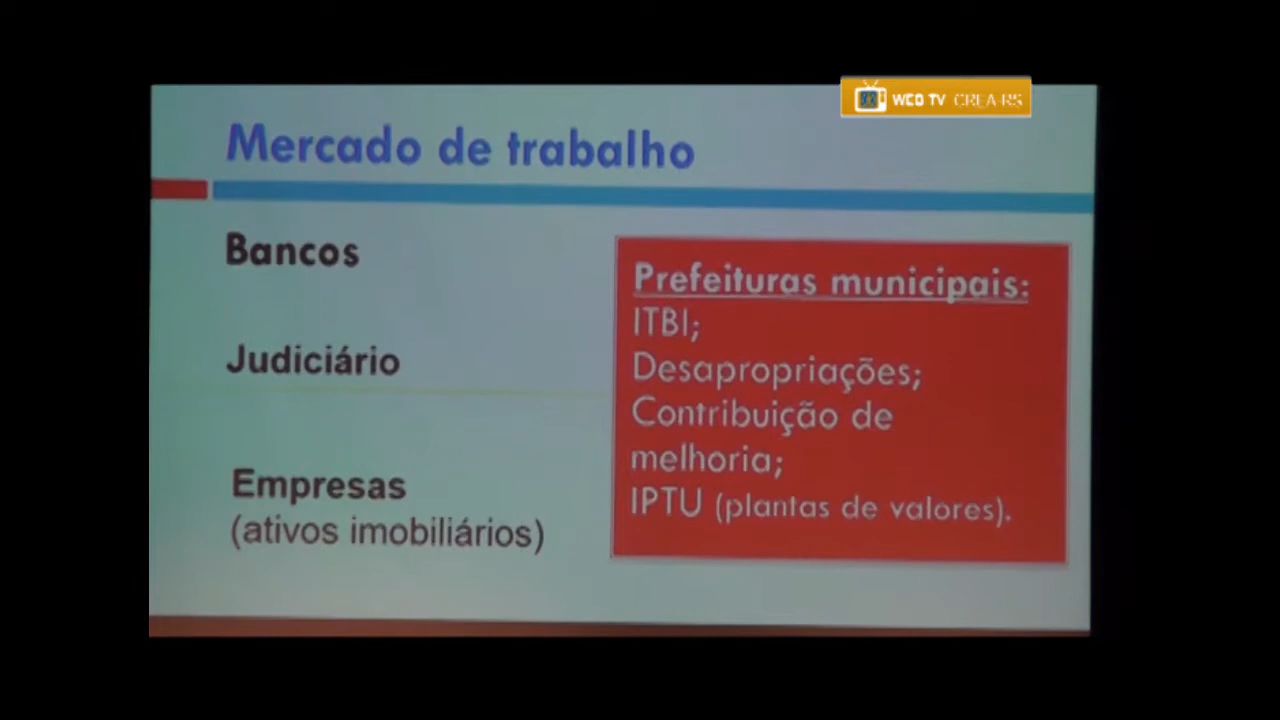 WEB TV CREA-RS
Mercado de trabalho
Bancos
Judiciário
Empresas
(ativos imobiliários)
Prefeituras municipais:
ITBI;
Desapropriações;
Contribuição de
melhoria;
IPTU (plantas de valores).